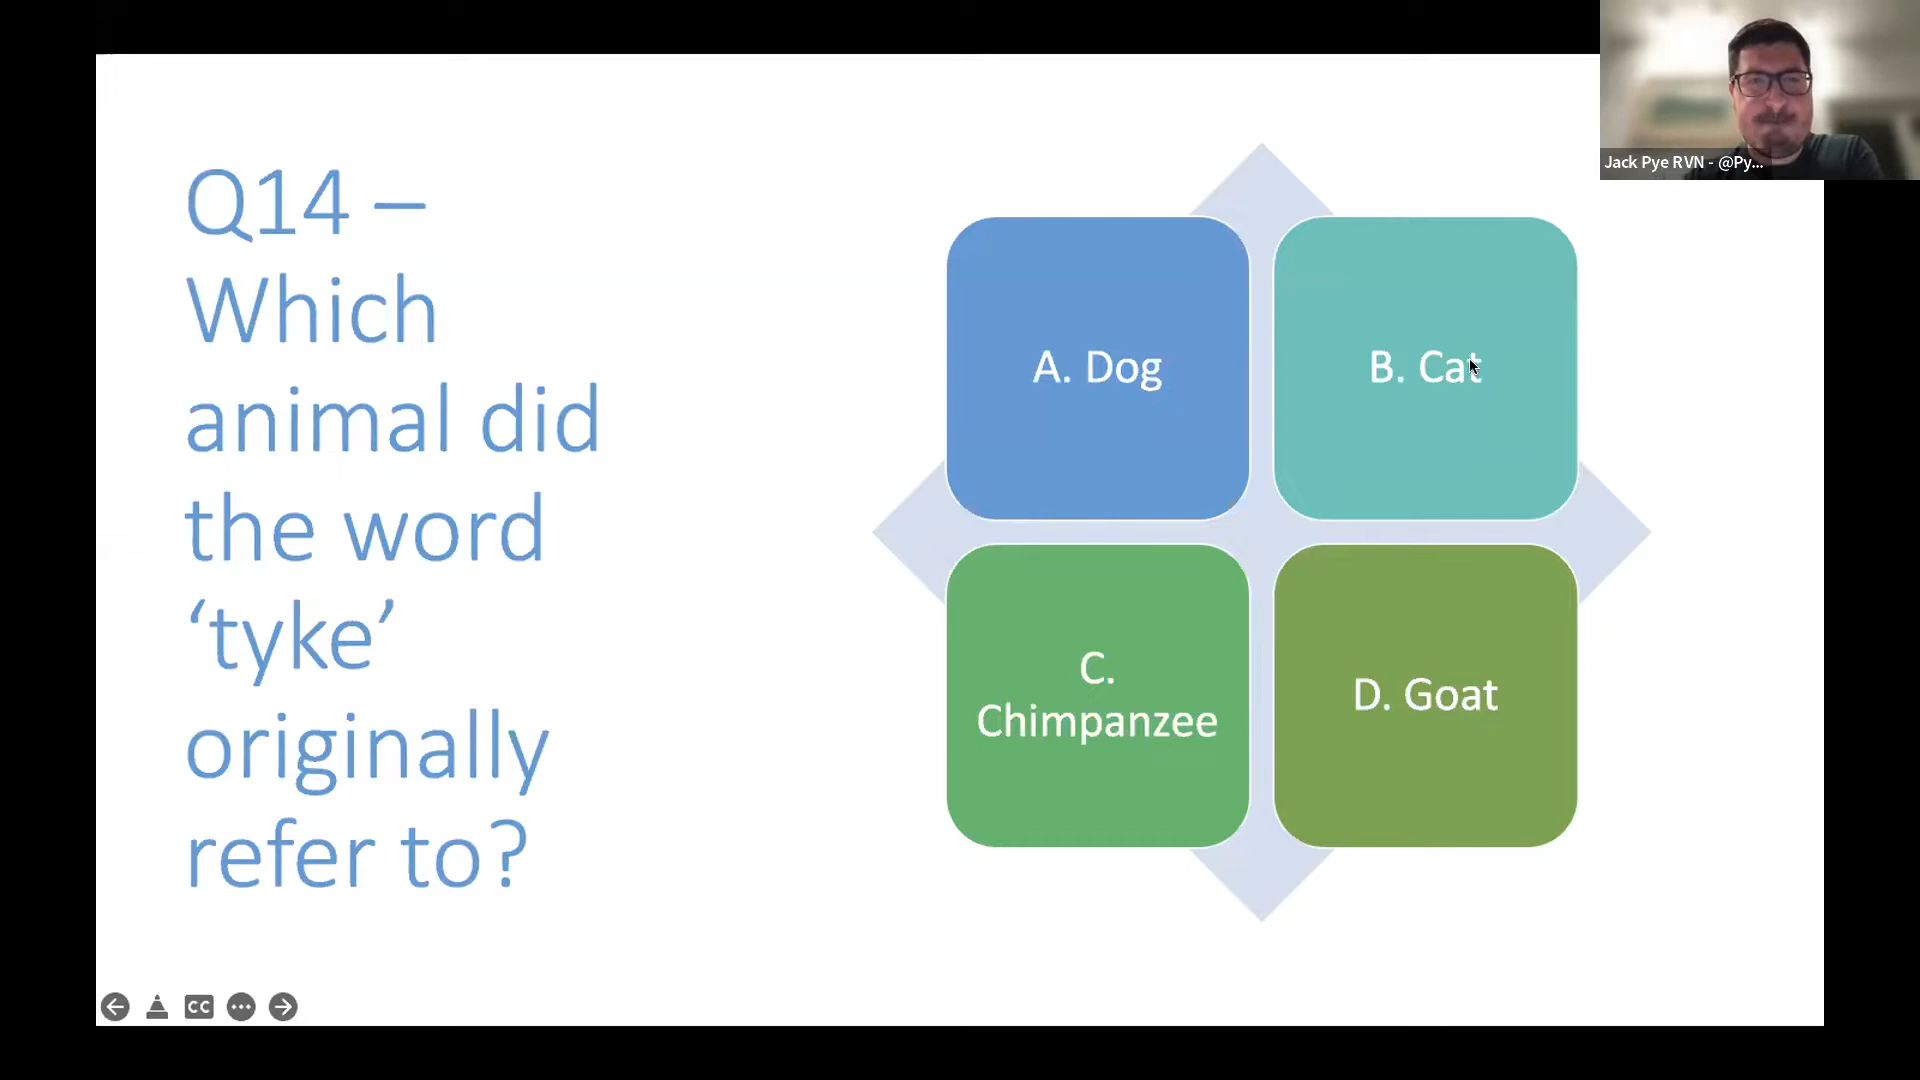 Q14 –
Which
animal did
the word
‘tyke’
originally
refer to?
A. Dog
B. Cat
C.
Chimpanzee
D. Goat
Jack Pye RVN - @Py...
CC